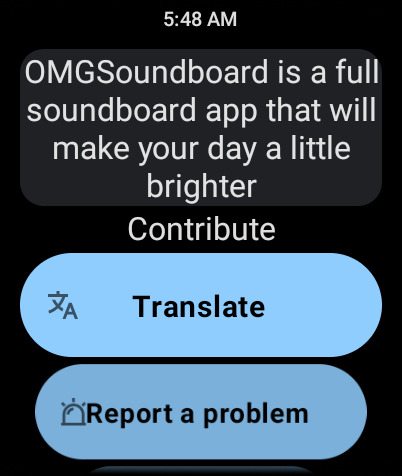 5:48 AM
OMGSoundboard is a full
soundboard app that will
make your day a little
brighter
Contribute
Translate
Report a problem